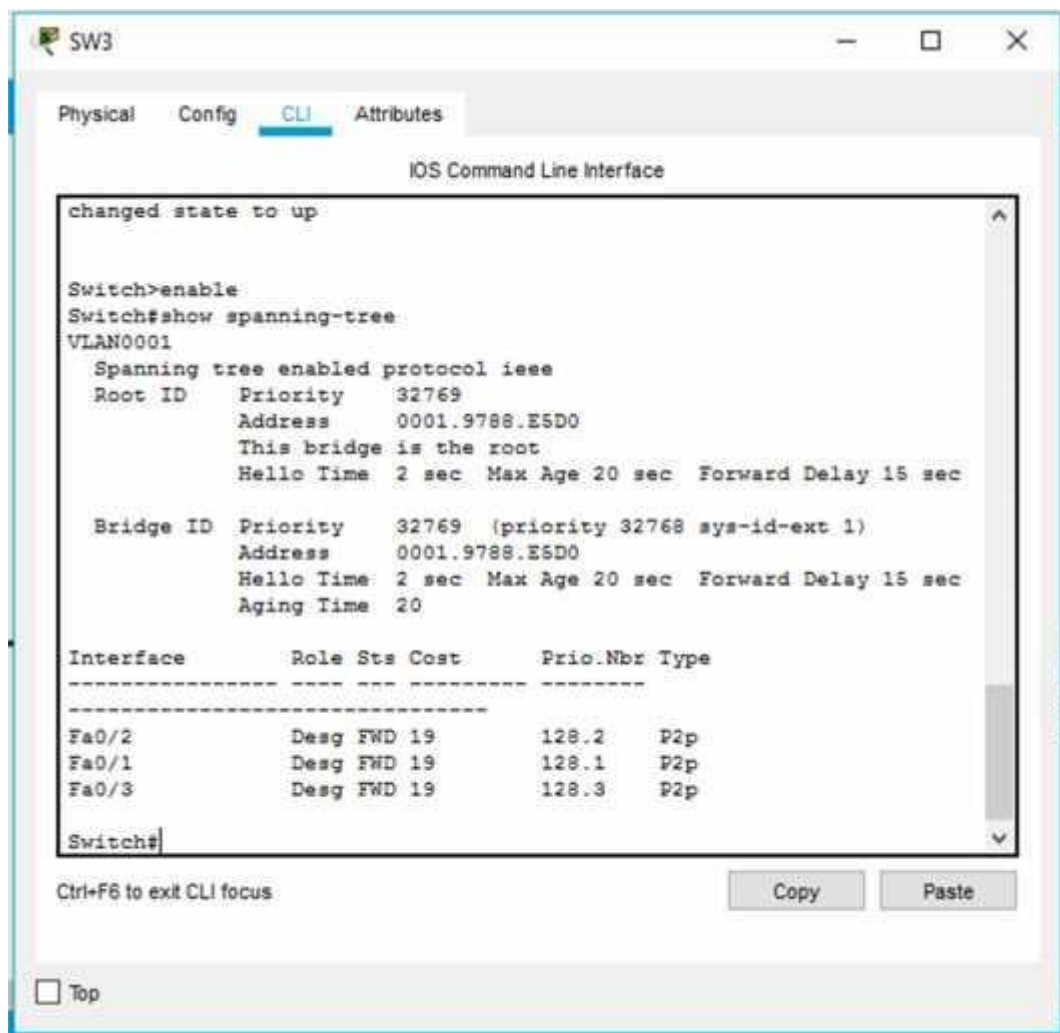 SW3
Physical Config CLI Attributes
IOS Command Line Interface
changed state to up
Switch>enable
Switch#show spanning-tree
VLAN0001
  Spanning tree enabled protocol ieee
  Root ID    Priority    32769
             Address     0001.9788.E5D0
             This bridge is the root
             Hello Time  2 sec  Max Age 20 sec  Forward Delay 15 sec
  Bridge ID  Priority    32769  (priority 32768 sys-id-ext 1)
             Address     0001.9788.E5D0
             Hello Time  2 sec  Max Age 20 sec  Forward Delay 15 sec
             Aging Time  20
Interface        Role Sts Cost      Prio.Nbr Type
---------------- ---- --- --------- --------
--------------------------------
Fa0/2            Desg FWD 19        128.2    P2p
Fa0/1            Desg FWD 19        128.1    P2p
Fa0/3            Desg FWD 19        128.3    P2p
Switch#
Ctrl+F6 to exit CLI focus
Copy Paste
Top